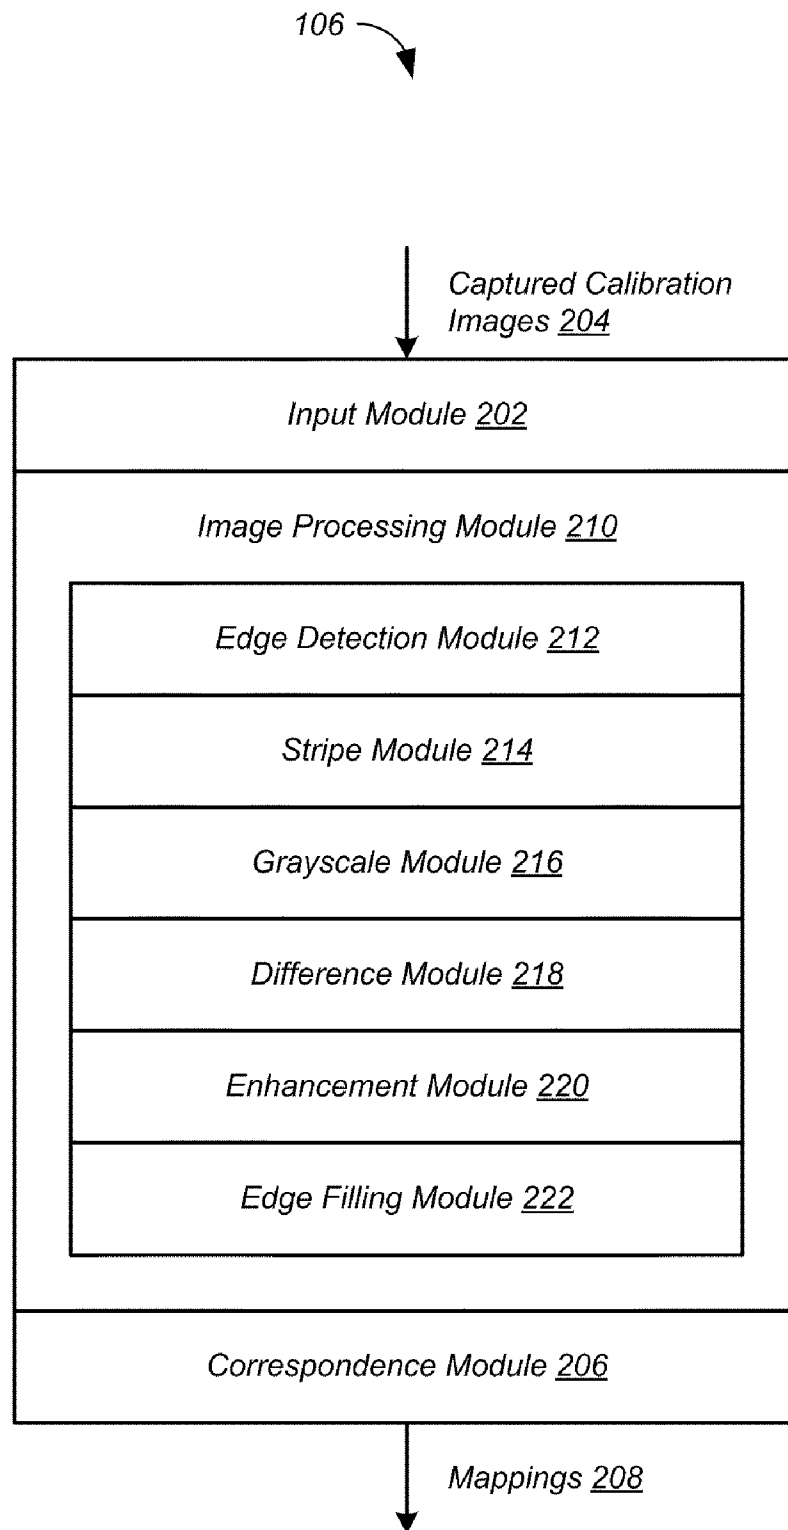 106
Captured Calibration
Images 204
Input Module 202
Image Processing Module 210
Edge Detection Module 212
Stripe Module 214
Grayscale Module 216
Difference Module 218
Enhancement Module 220
Edge Filling Module 222
Correspondence Module 206
Mappings 208